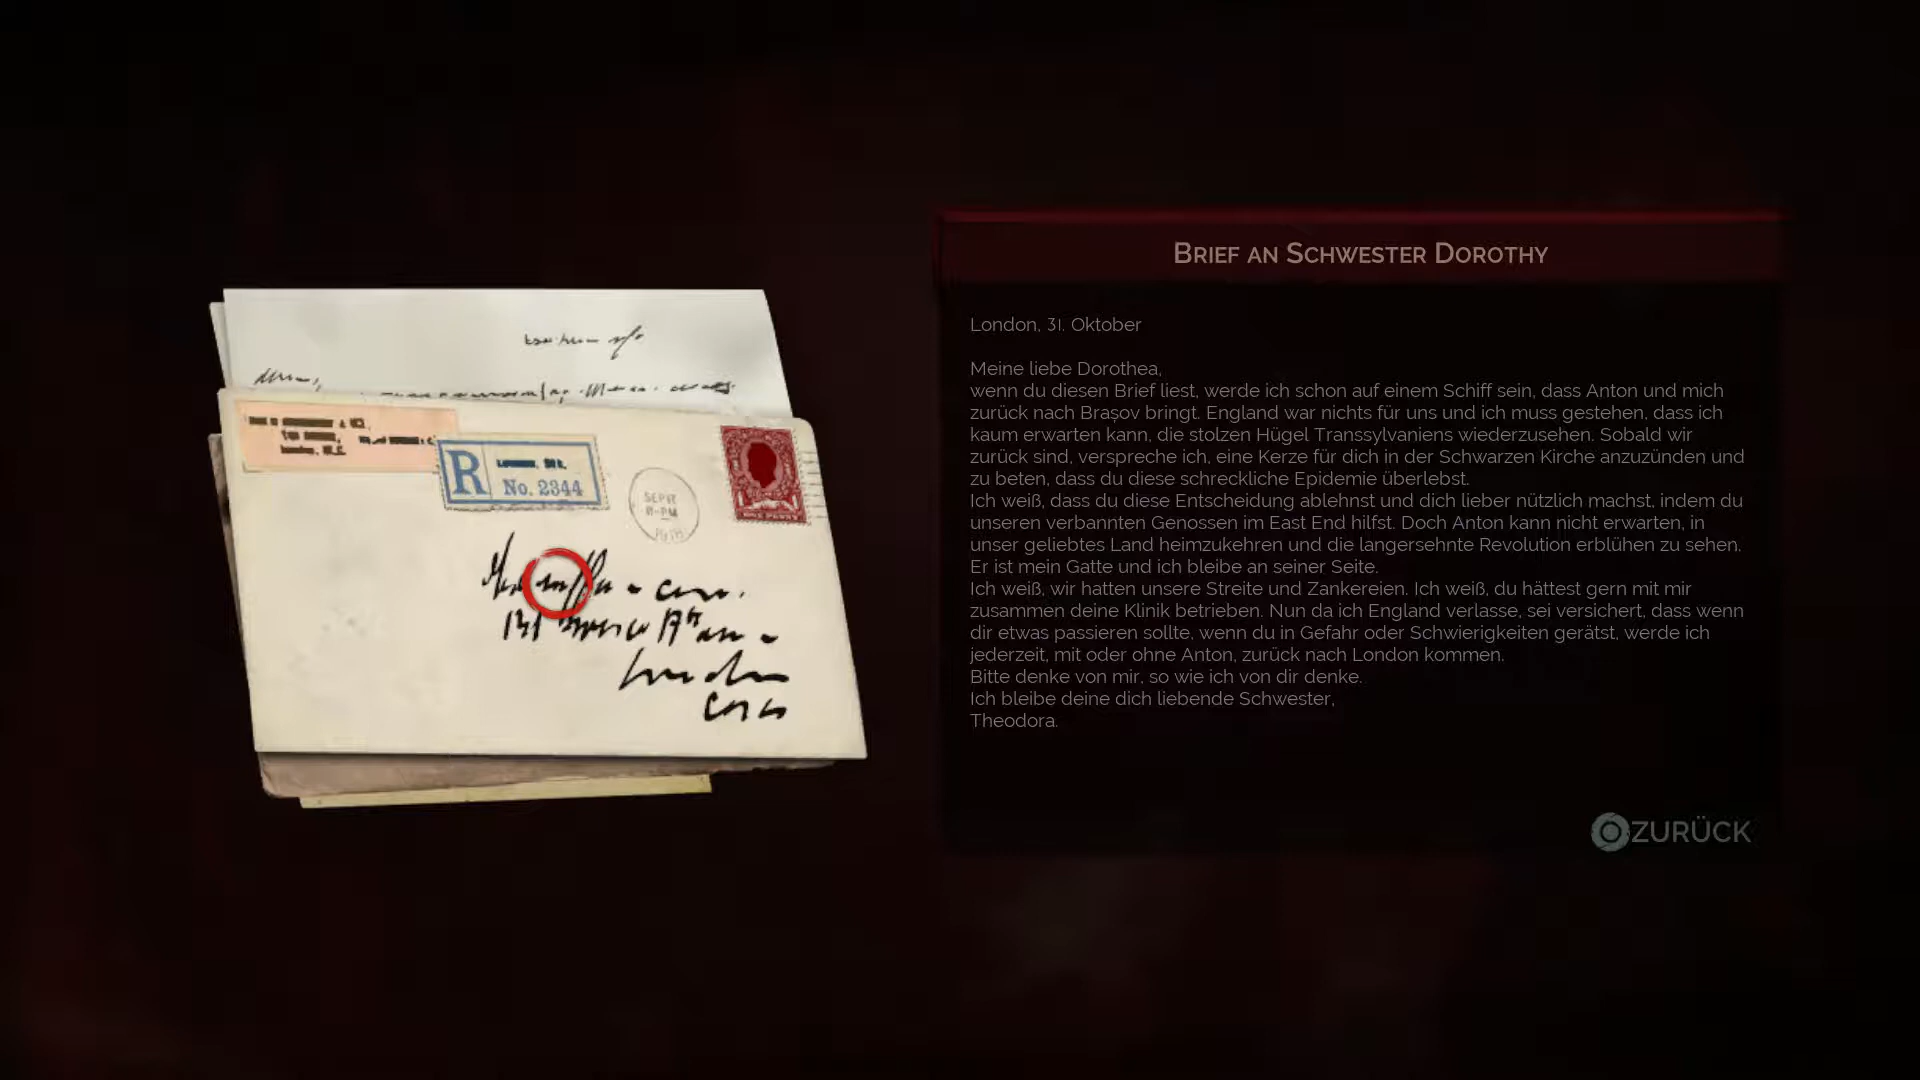 R
No. 2344
SEPT
8-PM
1918
ONE PENNY
BRIEF AN SCHWESTER DOROTHY
London, 31. Oktober
Meine liebe Dorothea,
wenn du diesen Brief liest, werde ich schon auf einem Schiff sein, dass Anton und mich
zurück nach Brașov bringt. England war nichts für uns und ich muss gestehen, dass ich
kaum erwarten kann, die stolzen Hügel Transsylvaniens wiederzusehen. Sobald wir
zurück sind, verspreche ich, eine Kerze für dich in der Schwarzen Kirche anzuzünden und
zu beten, dass du diese schreckliche Epidemie überlebst.
Ich weiß, dass du diese Entscheidung ablehnst und dich lieber nützlich machst, indem du
unseren verbannten Genossen im East End hilfst. Doch Anton kann nicht erwarten, in
unser geliebtes Land heimzukehren und die langersehnte Revolution erblühen zu sehen.
Er ist mein Gatte und ich bleibe an seiner Seite.
Ich weiß, wir hatten unsere Streite und Zankereien. Ich weiß, du hättest gern mit mir
zusammen deine Klinik betrieben. Nun da ich England verlasse, sei versichert, dass wenn
dir etwas passieren sollte, wenn du in Gefahr oder Schwierigkeiten gerätst, werde ich
jederzeit, mit oder ohne Anton, zurück nach London kommen.
Bitte denke von mir, so wie ich von dir denke.
Ich bleibe deine dich liebende Schwester,
Theodora.
ZURÜCK